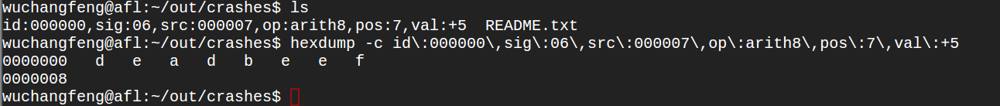 wuchangfeng@afl:~/out/crashes$ ls
id:000000,sig:06,src:000007,op:arith8,pos:7,val:+5  README.txt
wuchangfeng@afl:~/out/crashes$ hexdump -c id\:000000\,sig\:06\,src\:000007\,op\:arith8\,pos\:7\,val\:+5
0000000   d   e   a   d   b   e   e   f
0000008
wuchangfeng@afl:~/out/crashes$